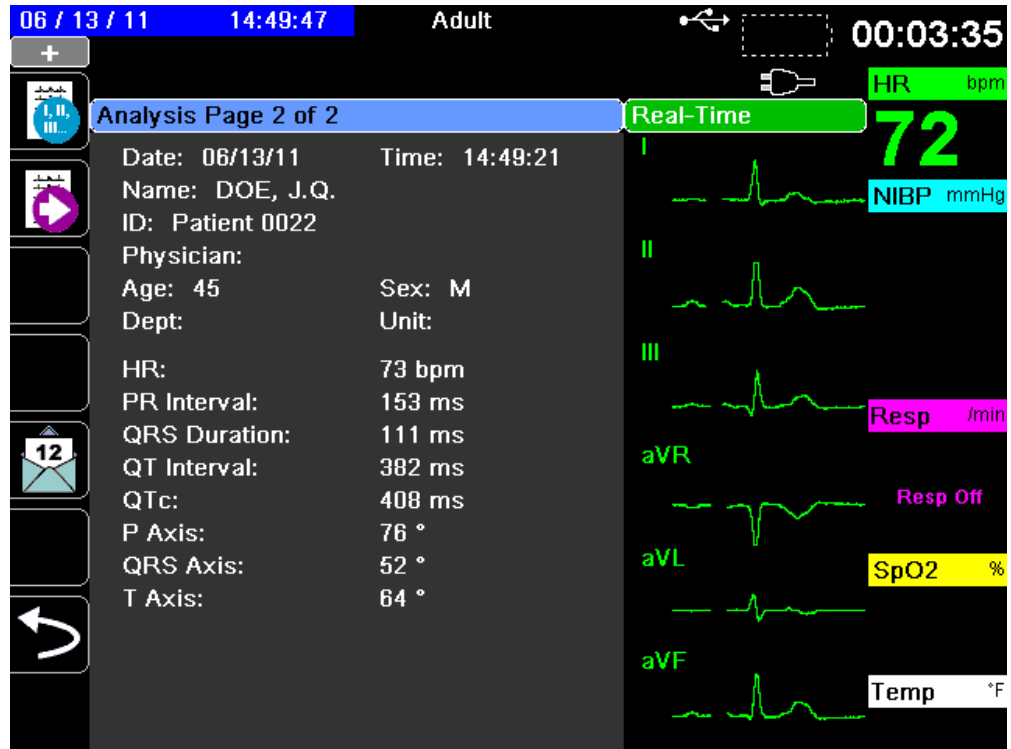 06 / 13 / 11 14:49:47 Adult 00:03:35
+
HR bpm
72
I, II, III...
Analysis Page 2 of 2
Real-Time
Date: 06/13/11 Time: 14:49:21
Name: DOE, J.Q.
ID: Patient 0022
Physician:
Age: 45 Sex: M
Dept: Unit:
HR: 73 bpm
PR Interval: 153 ms
QRS Duration: 111 ms
QT Interval: 382 ms
QTc: 408 ms
P Axis: 76 °
QRS Axis: 52 °
T Axis: 64 °
12
I
II
III
aVR
aVL
aVF
NIBP mmHg
Resp /min
Resp Off
SpO2 %
Temp °F